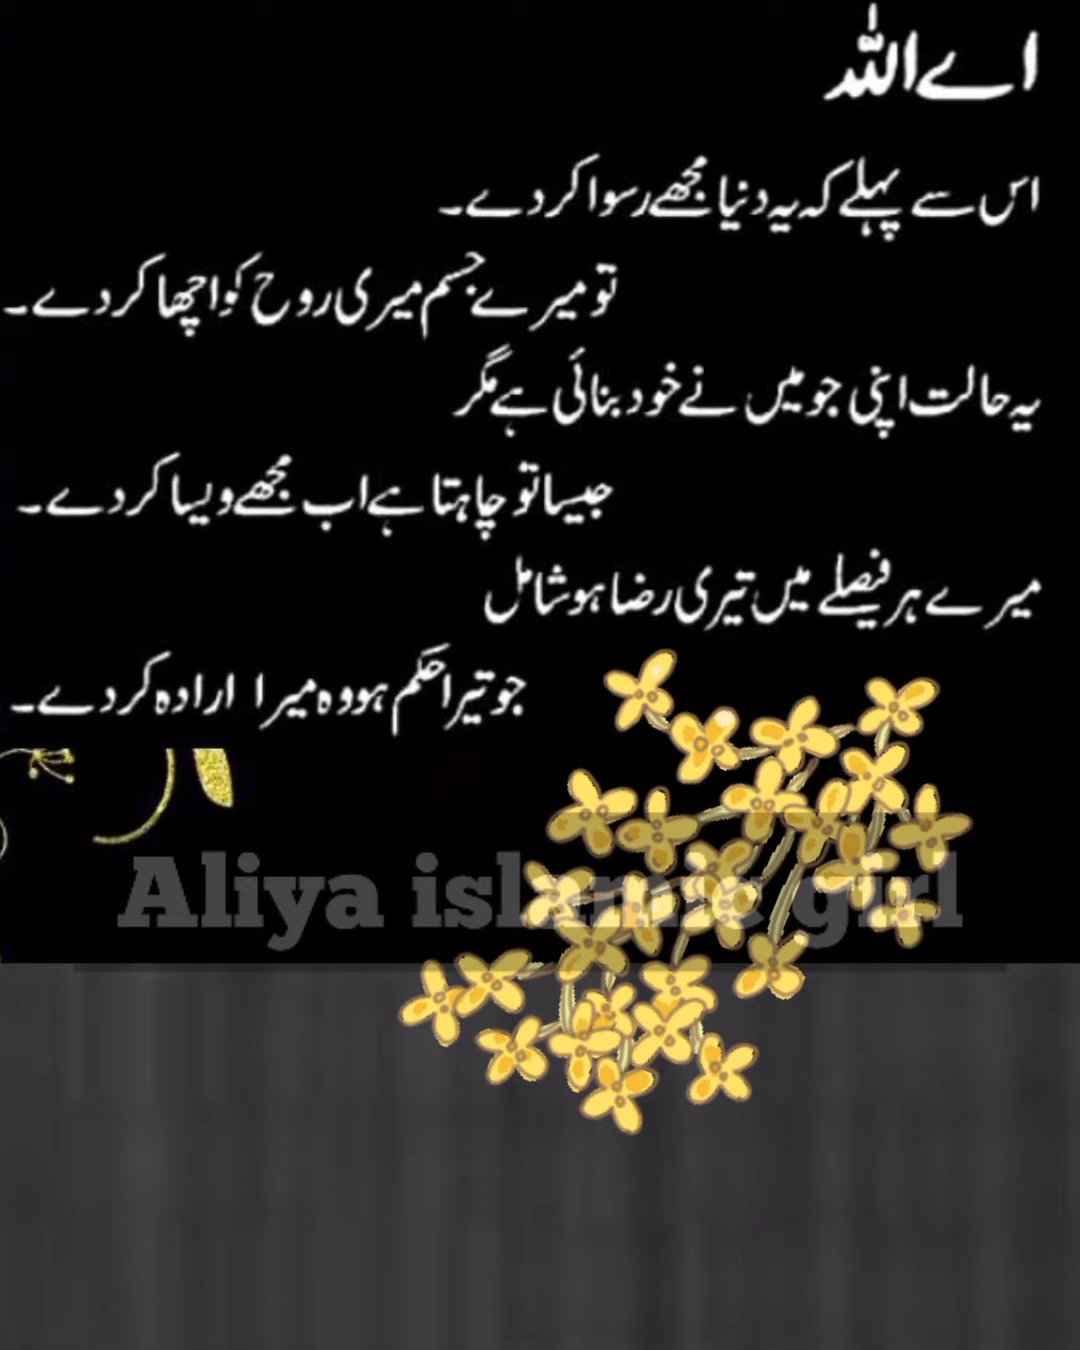 اے اللہ
اس سے پہلے کہ یہ دنیا مجھے رسوا کر دے۔
تو میرے جسم میری روح کو اچھا کر دے۔
یہ حالت اپنی جو میں نے خود بنائی ہے مگر
جیسا تو چاہتا ہے اب مجھے ویسا کر دے۔
میرے ہر فیصلے میں تیری رضا ہو شامل
جو تیرا حکم ہو وہ میرا ارادہ کر دے۔
Aliya islamic girl